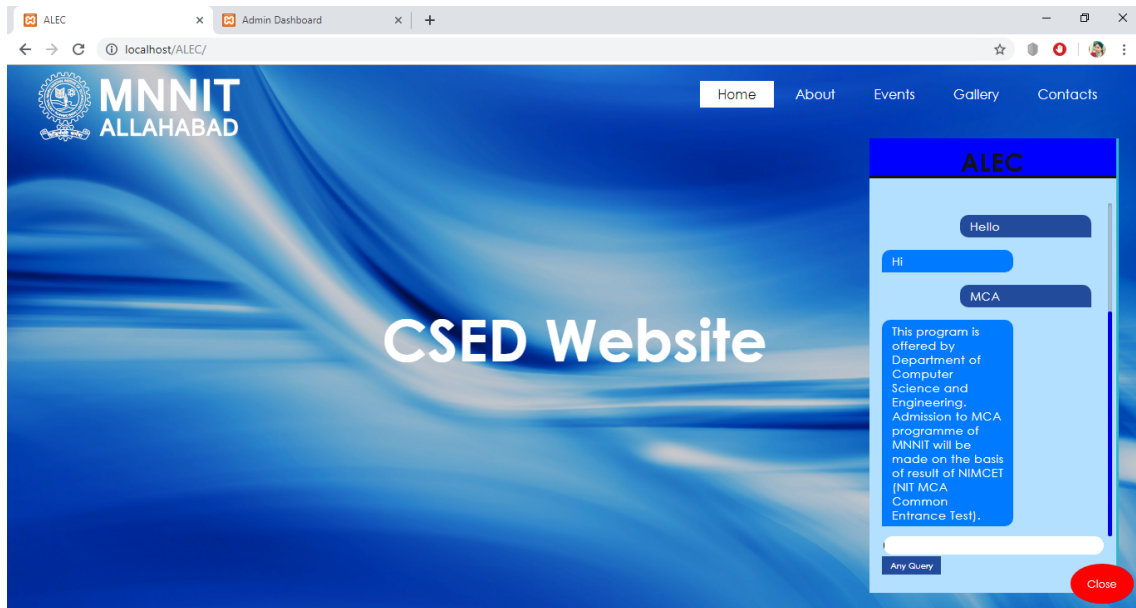 ALEC
Admin Dashboard
localhost/ALEC/
MNNIT
ALLAHABAD
Home About Events Gallery Contacts
ALEC
Hello
Hi
MCA
This program is
offered by
Department of
Computer
Science and
Engineering.
Admission to MCA
programme of
MNNIT will be
made on the basis
of result of NIMCET
(NIT MCA
Common
Entrance Test).
CSED Website
Any Query
Close